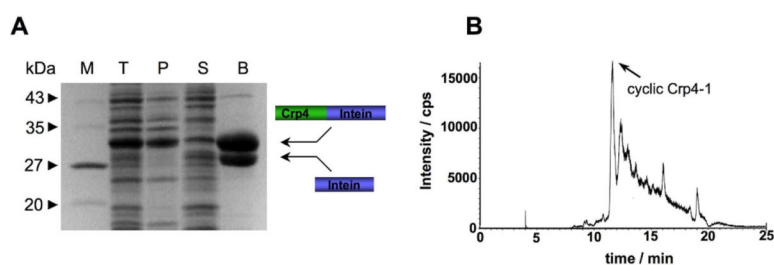 A
kDa M T P S B
43
35
27
20
Crp4 Intein
Intein
B
Intensity / cps
15000
10000
5000
0
cyclic Crp4-1
0 5 10 15 20 25
time / min